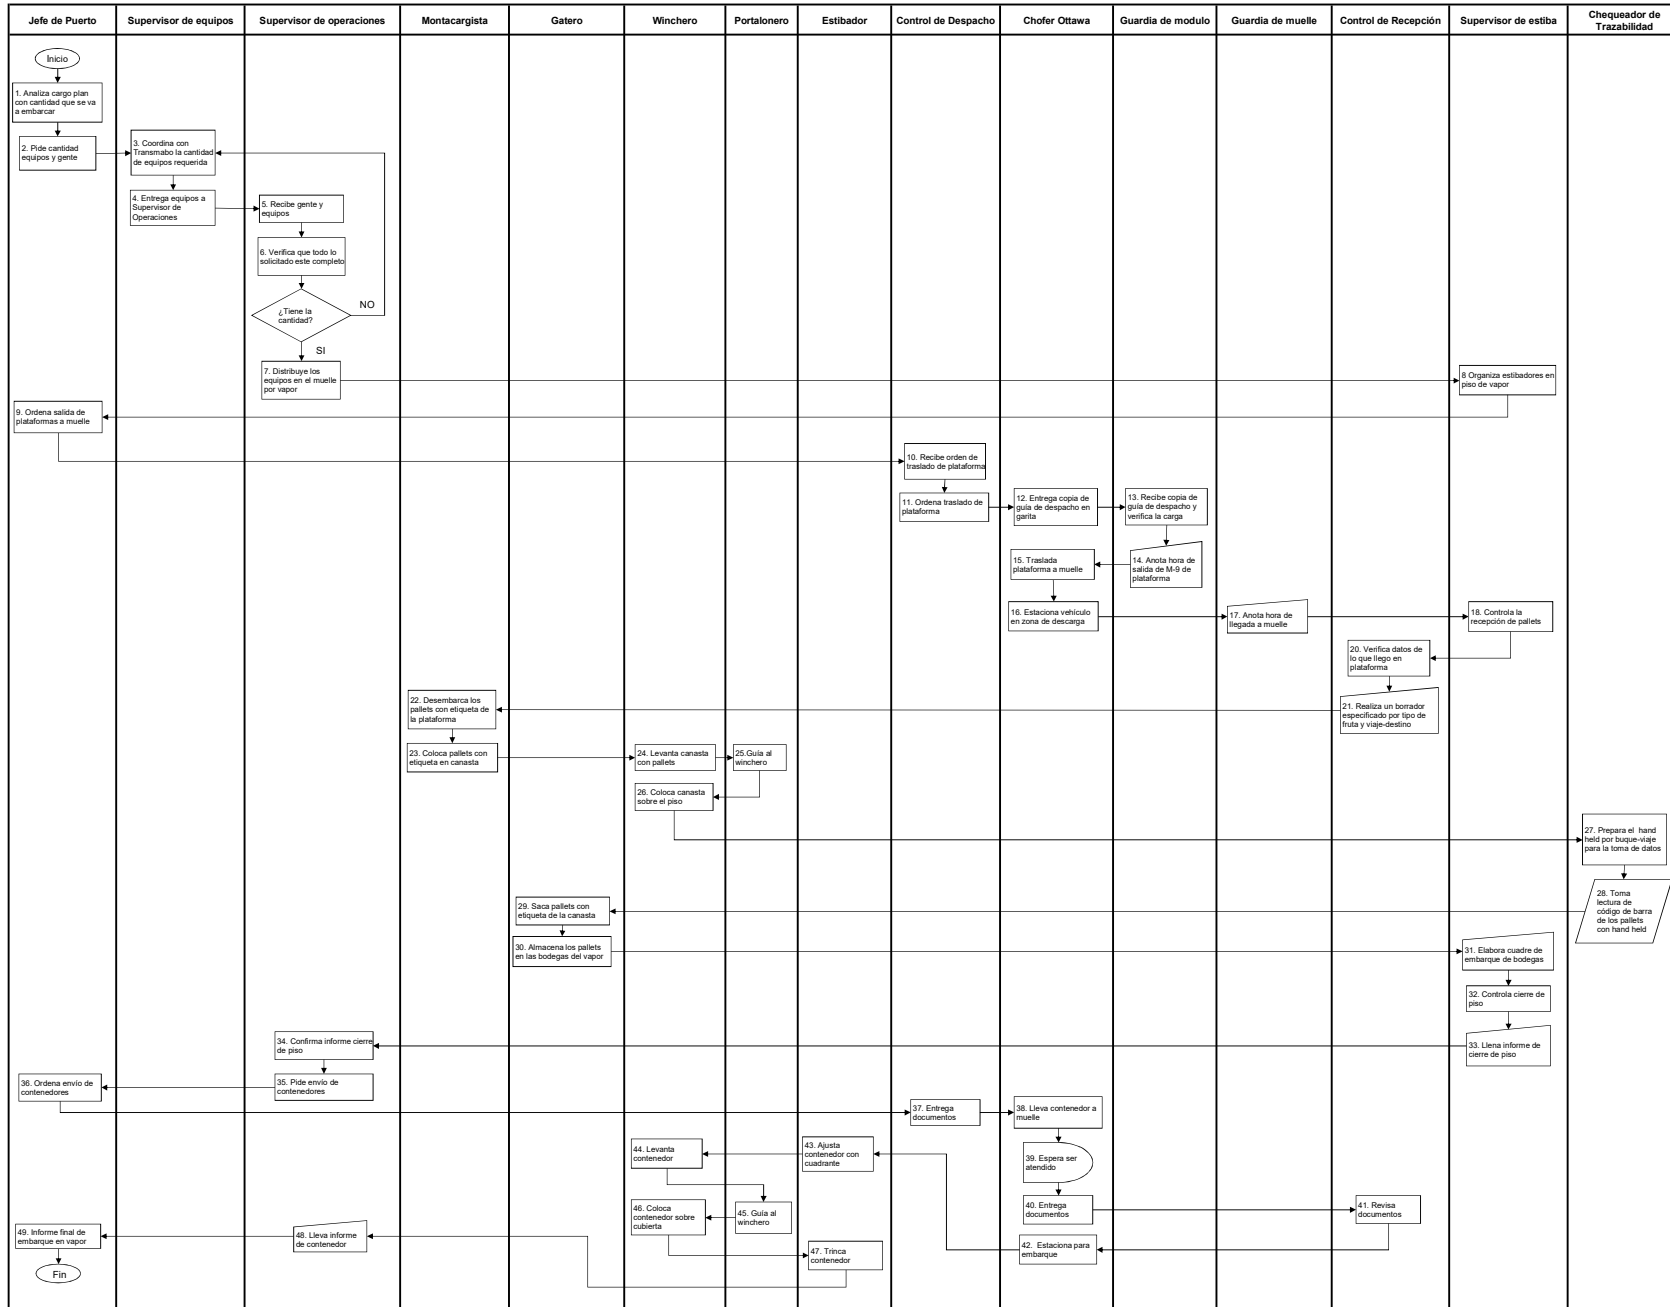 Jefe de Puerto
Supervisor de equipos
Supervisor de operaciones
Montacargista
Gatero
Winchero
Portalonero
Estibador
Control de Despacho
Chofer Ottawa
Guardia de modulo
Guardia de muelle
Control de Recepción
Supervisor de estiba
Chequeador de
Trazabilidad
Inicio
1. Analiza cargo plan
con cantidad que se va
a embarcar
2. Pide cantidad
equipos y gente
3. Coordina con
Transmabo la cantidad
de equipos requerida
4. Entrega equipos a
Supervisor de
Operaciones
5. Recibe gente y
equipos
6. Verifica que todo lo
solicitado este completo
¿Tiene la
cantidad?
NO
SI
7. Distribuye los
equipos en el muelle
por vapor
8 Organiza estibadores en
piso de vapor
9. Ordena salida de
plataformas a muelle
10. Recibe orden de
traslado de plataforma
11. Ordena traslado de
plataforma
12. Entrega copia de
guía de despacho en
garita
13. Recibe copia de
guía de despacho y
verifica la carga
14. Anota hora de
salida de M-9 de
plataforma
15. Traslada
plataforma a muelle
16. Estaciona vehículo
en zona de descarga
17. Anota hora de
llegada a muelle
18. Controla la
recepción de pallets
20. Verifica datos de
lo que llego en
plataforma
21. Realiza un borrador
especificado por tipo de
fruta y viaje-destino
22. Desembarca los
pallets con etiqueta de
la plataforma
23. Coloca pallets con
etiqueta en canasta
24. Levanta canasta
con pallets
25.Guía al
winchero
26. Coloca canasta
sobre el piso
27. Prepara el hand
held por buque-viaje
para la toma de datos
28. Toma
lectura de
código de barra
de los pallets
con hand held
29. Saca pallets con
etiqueta de la canasta
30. Almacena los pallets
en las bodegas del vapor
31. Elabora cuadre de
embarque de bodegas
32. Controla cierre de
piso
33. Llena informe de
cierre de piso
34. Confirma informe cierre
de piso
35. Pide envío de
contenedores
36. Ordena envío de
contenedores
37. Entrega
documentos
38. Lleva contenedor a
muelle
39. Espera ser
atendido
40. Entrega
documentos
41. Revisa
documentos
42. Estaciona para
embarque
43. Ajusta
contenedor con
cuadrante
44. Levanta
contenedor
45. Guía al
winchero
46. Coloca
contenedor sobre
cubierta
47. Trinca
contenedor
48. Lleva informe
de contenedor
49. Informe final de
embarque en vapor
Fin